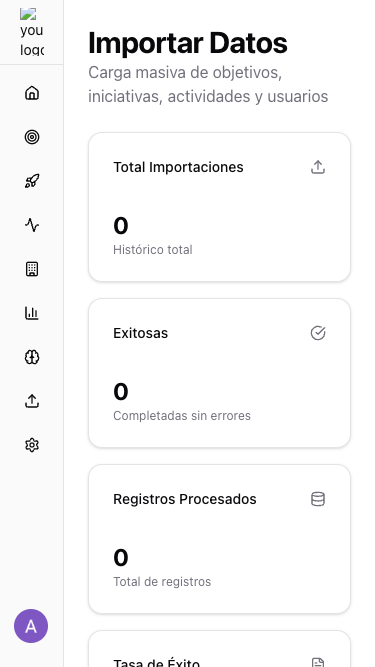 you
logo
Importar Datos
Carga masiva de objetivos,
iniciativas, actividades y usuarios
Total Importaciones
0
Histórico total
Exitosas
0
Completadas sin errores
Registros Procesados
0
Total de registros
Tasa de Éxito
A